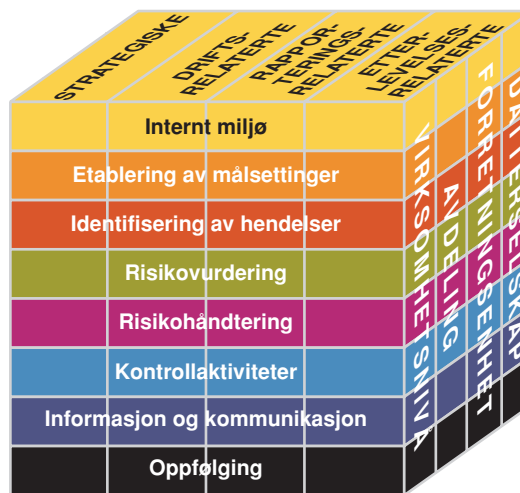 STRATEGISKE
DRIFTS-
RELATERTE
RAPPOR-
TERINGS-
RELATERTE
ETTER-
LEVELSES-
RELATERTE
Internt miljø
Etablering av målsettinger
Identifisering av hendelser
Risikovurdering
Risikohåndtering
Kontrollaktiviteter
Informasjon og kommunikasjon
Oppfølging
VIRKSOMHETSNIVÅ
AVDELING
FORRETNINGSENHET
DATTERSELSKAP